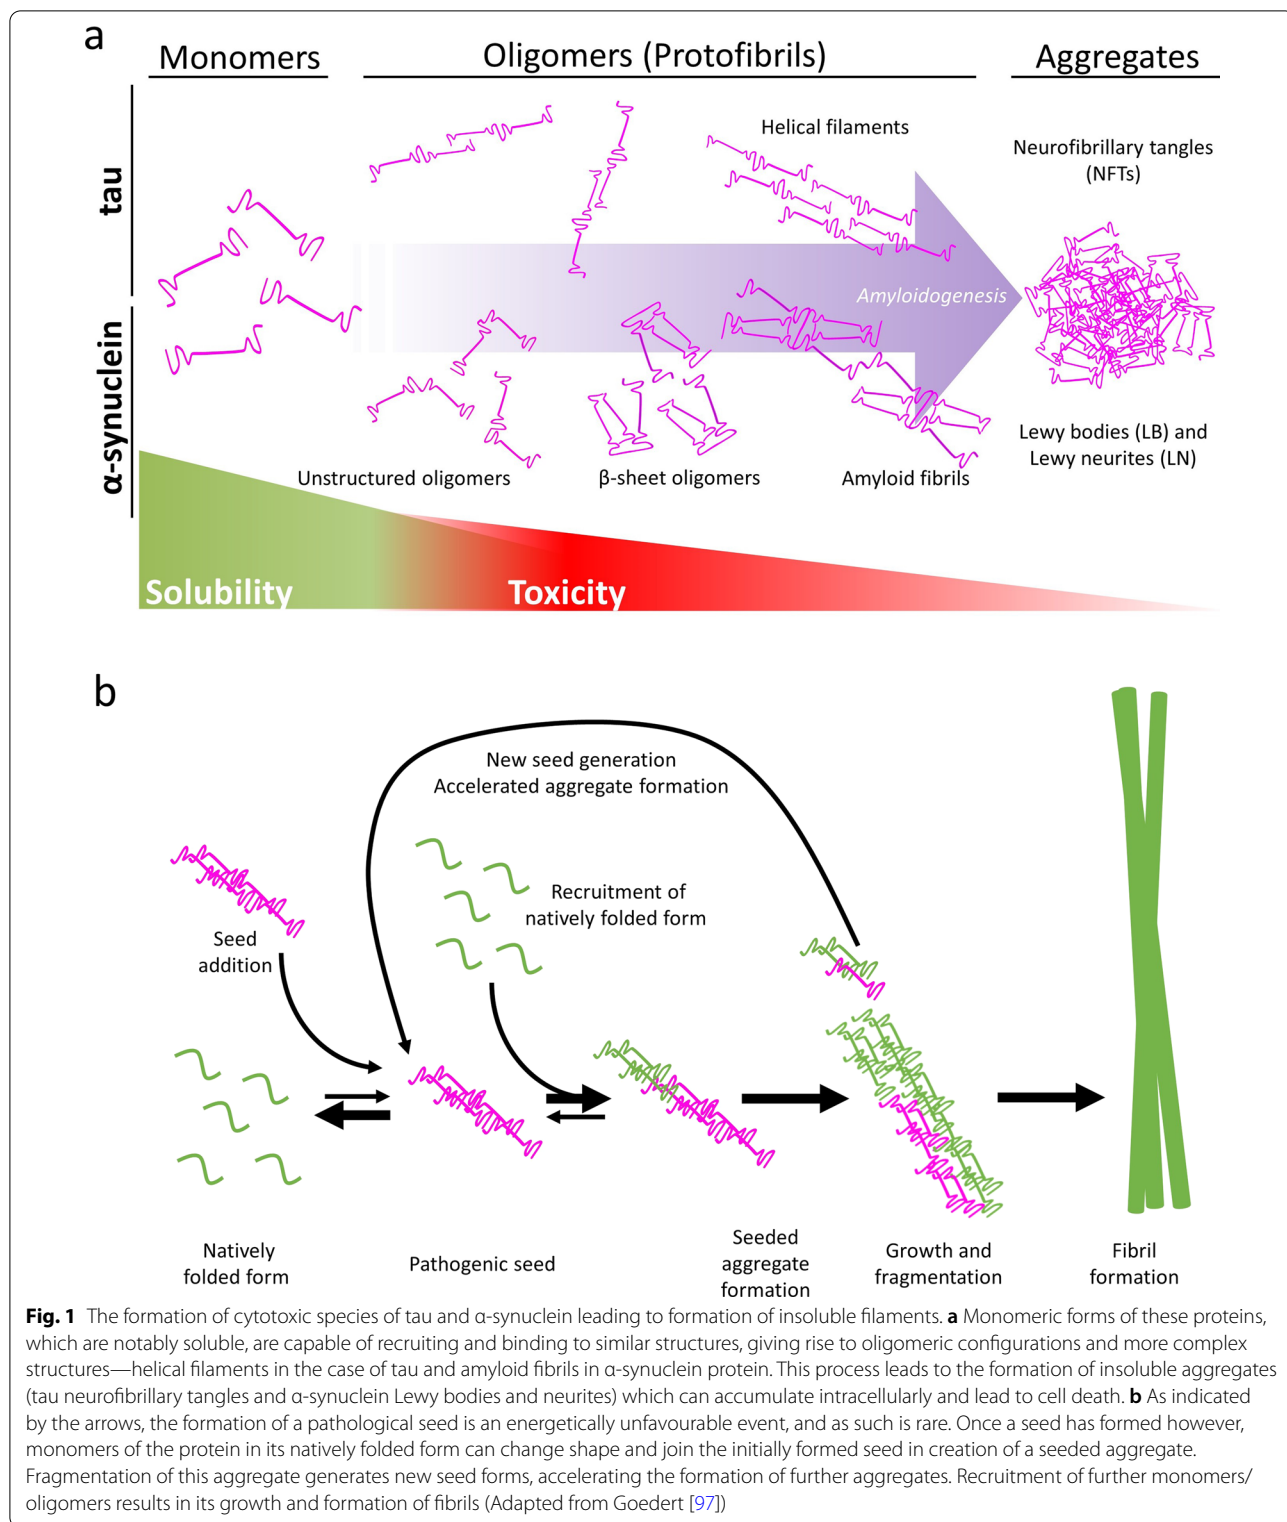 a
Monomers
Oligomers (Protofibrils)
Aggregates
tau
Helical filaments
Neurofibrillary tangles
(NFTs)
Amyloidogenesis
α-synuclein
Lewy bodies (LB) and
Lewy neurites (LN)
Unstructured oligomers
β-sheet oligomers
Amyloid fibrils
Solubility
Toxicity
b
New seed generation
Accelerated aggregate formation
Recruitment of
natively folded form
Seed
addition
Natively
folded form
Pathogenic seed
Seeded
aggregate
formation
Growth and
fragmentation
Fibril
formation
Fig. 1 The formation of cytotoxic species of tau and α-synuclein leading to formation of insoluble filaments. a Monomeric forms of these proteins,
which are notably soluble, are capable of recruiting and binding to similar structures, giving rise to oligomeric configurations and more complex
structures—helical filaments in the case of tau and amyloid fibrils in α-synuclein protein. This process leads to the formation of insoluble aggregates
(tau neurofibrillary tangles and α-synuclein Lewy bodies and neurites) which can accumulate intracellularly and lead to cell death. b As indicated
by the arrows, the formation of a pathological seed is an energetically unfavourable event, and as such is rare. Once a seed has formed however,
monomers of the protein in its natively folded form can change shape and join the initially formed seed in creation of a seeded aggregate.
Fragmentation of this aggregate generates new seed forms, accelerating the formation of further aggregates. Recruitment of further monomers/
oligomers results in its growth and formation of fibrils (Adapted from Goedert [97])